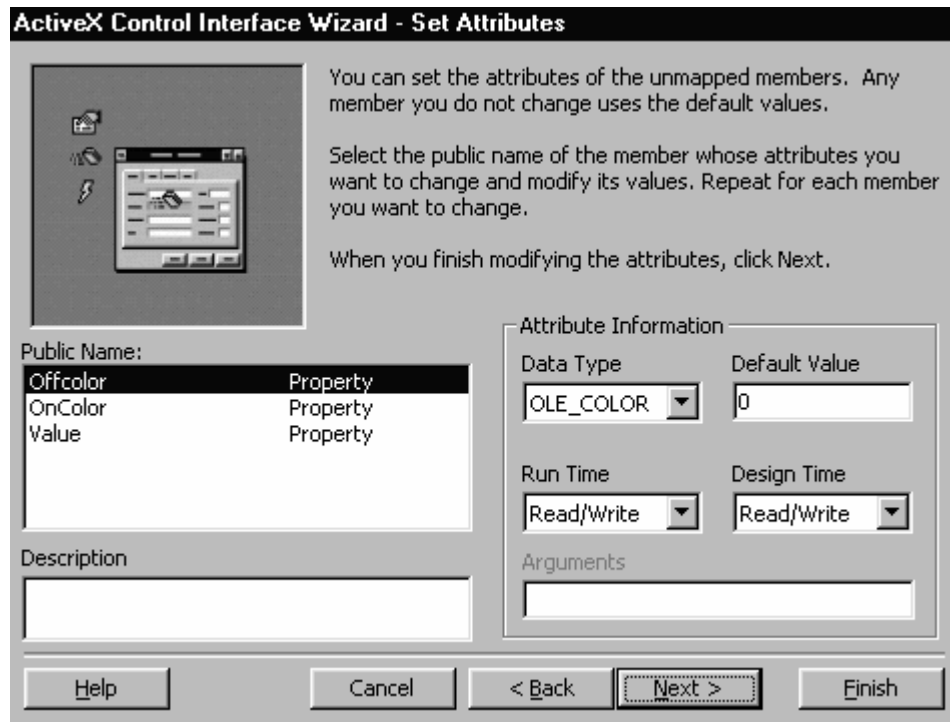 ActiveX Control Interface Wizard - Set Attributes
You can set the attributes of the unmapped members.  Any
member you do not change uses the default values.
Select the public name of the member whose attributes you
want to change and modify its values. Repeat for each member
you want to change.
When you finish modifying the attributes, click Next.
Public Name:
Offcolor Property
OnColor Property
Value Property
Description
Attribute Information
Data Type Default Value
OLE_COLOR 0
Run Time Design Time
Read/Write Read/Write
Arguments
Help Cancel < Back Next > Finish